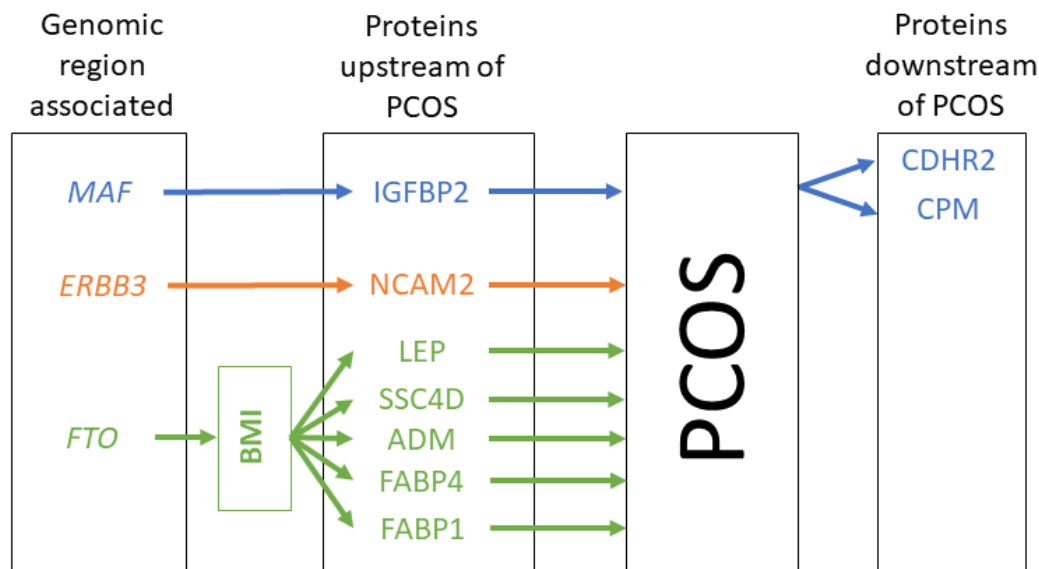 Genomic
region
associated
Proteins
upstream of
PCOS
Proteins
downstream
of PCOS
MAF
IGFBP2
CDHR2
CPM
ERBB3
NCAM2
PCOS
FTO
BMI
LEP
SSC4D
ADM
FABP4
FABP1